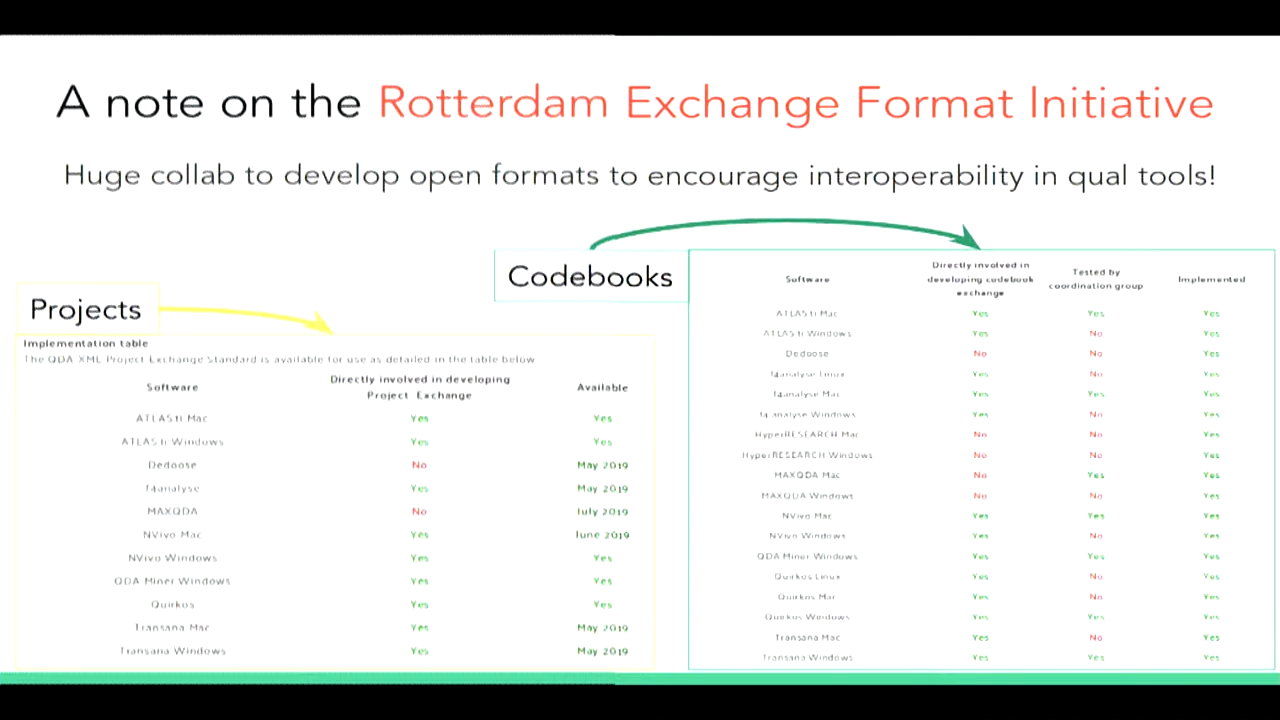 A note on the Rotterdam Exchange Format Initiative
Huge collab to develop open formats to encourage interoperability in qual tools!
Projects
Implementation table
The QDA XML Project Exchange Standard is available for use as detailed in the table below
Software Directly involved in developing Project Exchange Available
ATLAS.ti Mac Yes Yes
ATLAS.ti Windows Yes Yes
Dedoose No May 2019
f4analyse Yes May 2019
MAXQDA No July 2019
NVivo Mac Yes June 2019
NVivo Windows Yes Yes
QDA Miner Windows Yes Yes
Quirkos Yes Yes
Transana Mac Yes May 2019
Transana Windows Yes May 2019
Codebooks
Software Directly involved in developing codebook exchange Tested by coordination group Implemented
ATLAS.ti Mac Yes Yes Yes
ATLAS.ti Windows Yes No Yes
Dedoose No No Yes
f4analyse Linux Yes No Yes
f4analyse Mac Yes Yes Yes
f4analyse Windows Yes No Yes
HyperRESEARCH Mac No No Yes
HyperRESEARCH Windows No No Yes
MAXQDA Mac No Yes Yes
MAXQDA Windows No No Yes
NVivo Mac Yes Yes Yes
NVivo Windows Yes No Yes
QDA Miner Windows Yes Yes Yes
Quirkos Linux Yes No Yes
Quirkos Mac Yes No Yes
Quirkos Windows Yes Yes Yes
Transana Mac Yes No Yes
Transana Windows Yes Yes Yes